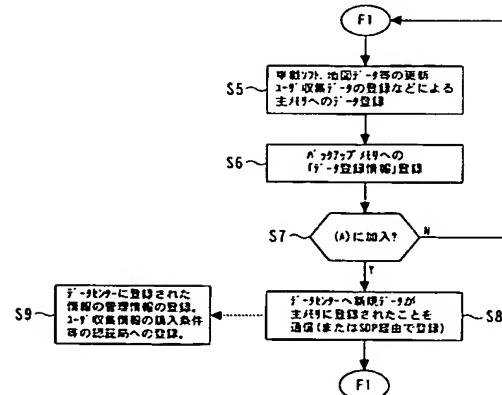 F1
S5
車載ソフト、地図データ等の更新
ユーザ収集データの登録などによる
主メモリへのデータ登録
S6
バックアップメモリへの
「データ登録情報」登録
S7
(A)に加入?
N
Y
S9
データセンターに登録された
情報の管理情報の登録。
ユーザ収集情報の購入条件
等の認証局への登録。
データセンターへ新規データが
主メモリに登録されたことを
通信(またはSDP経由で登録)
S8
F1